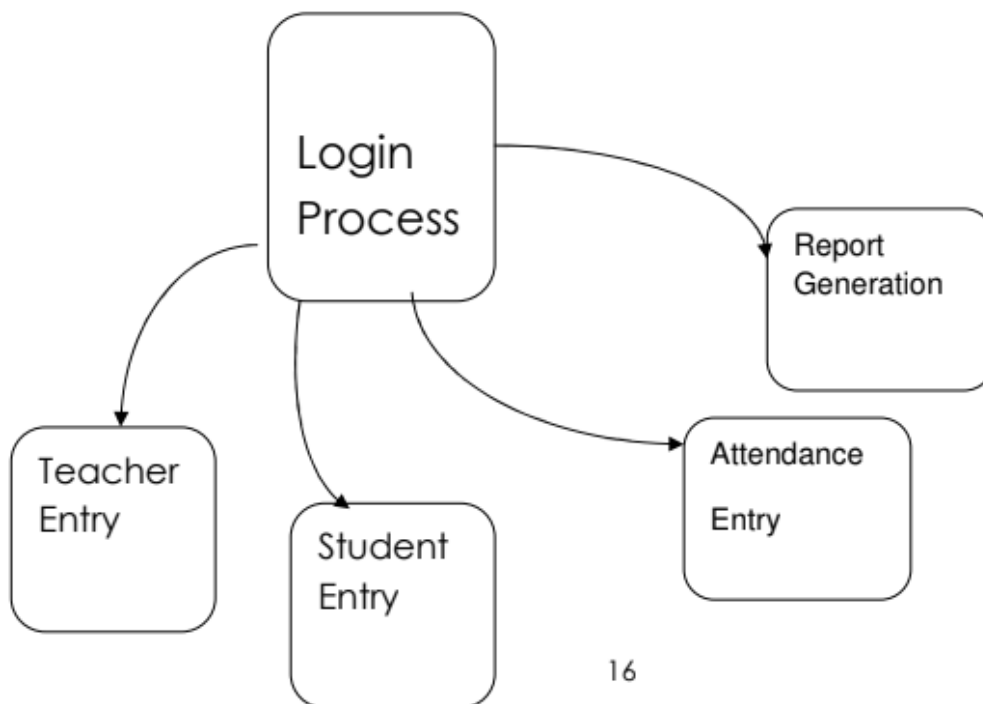 Login
Process
Report
Generation
Teacher
Entry
Student
Entry
Attendance
Entry
16